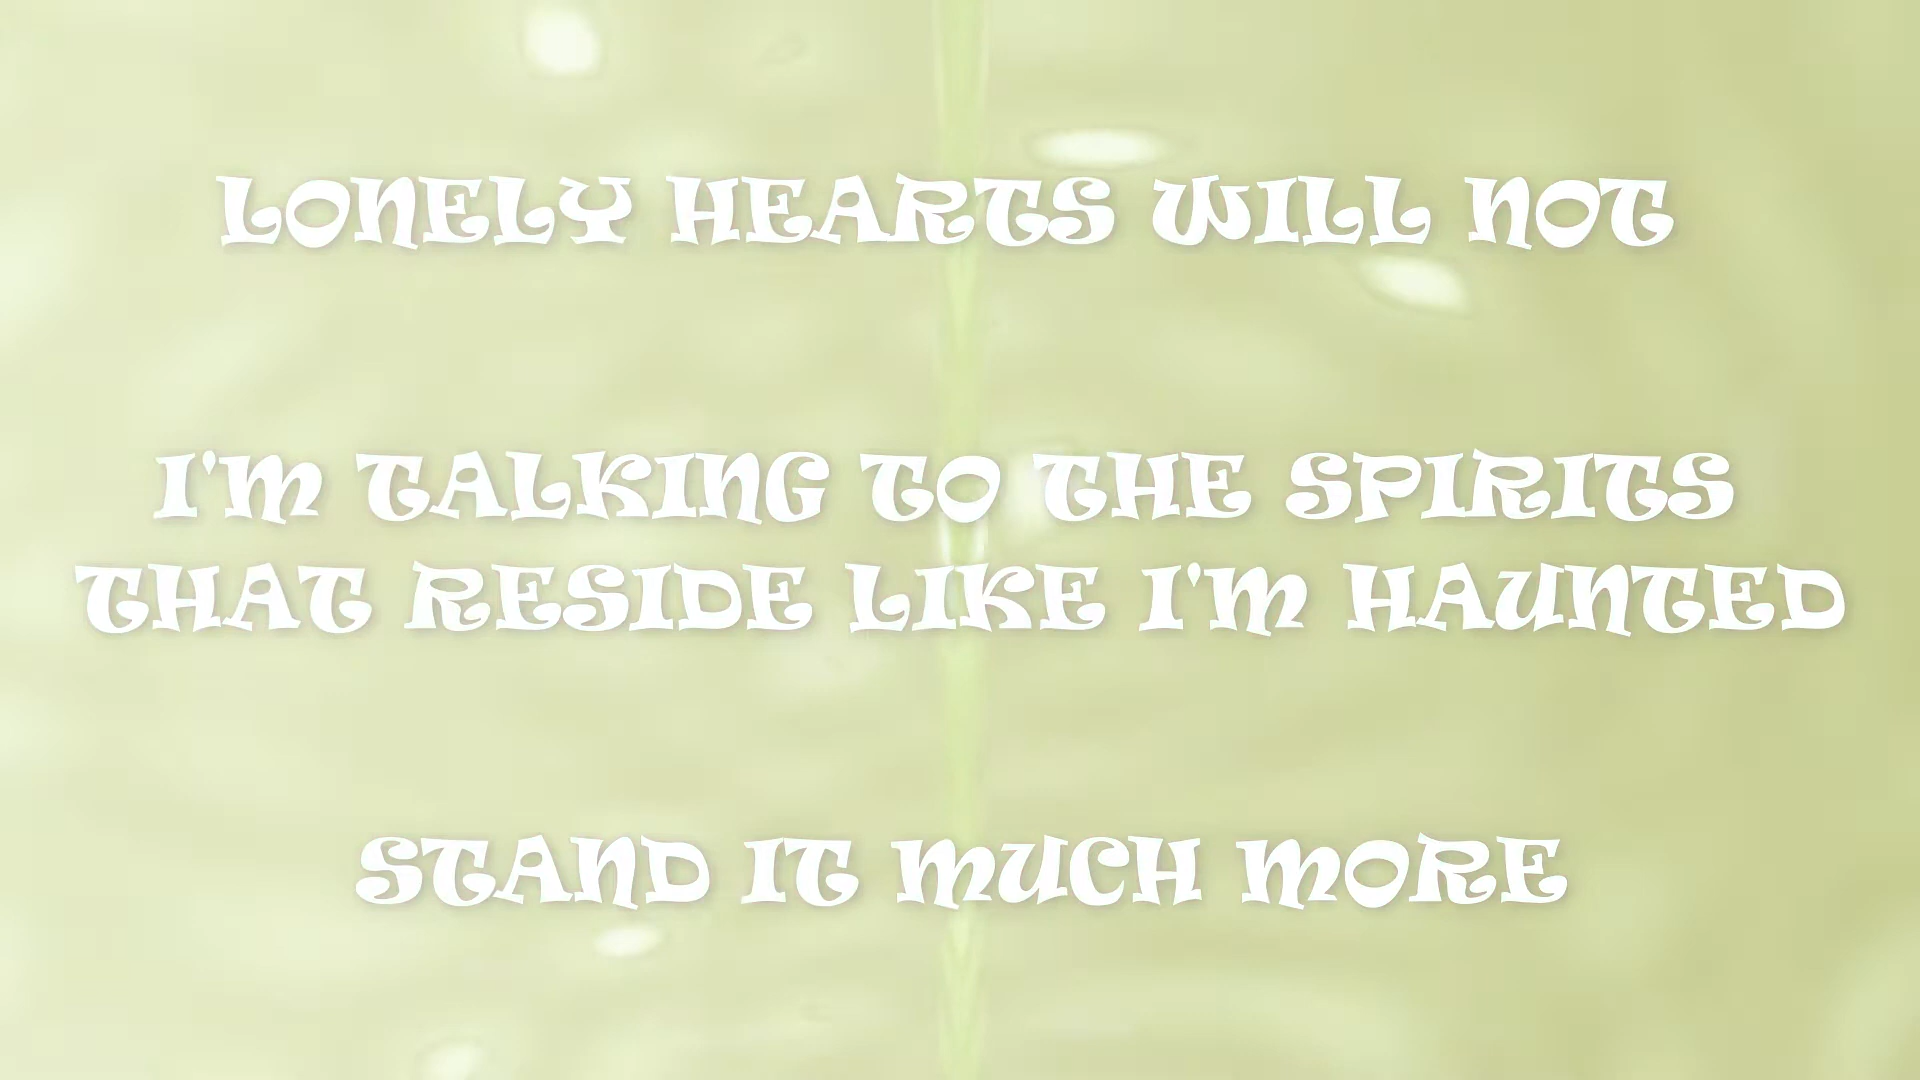 LONELY HEARTS WILL NOT
I'M TALKING TO THE SPIRITS
THAT RESIDE LIKE I'M HAUNTED
STAND IT MUCH MORE